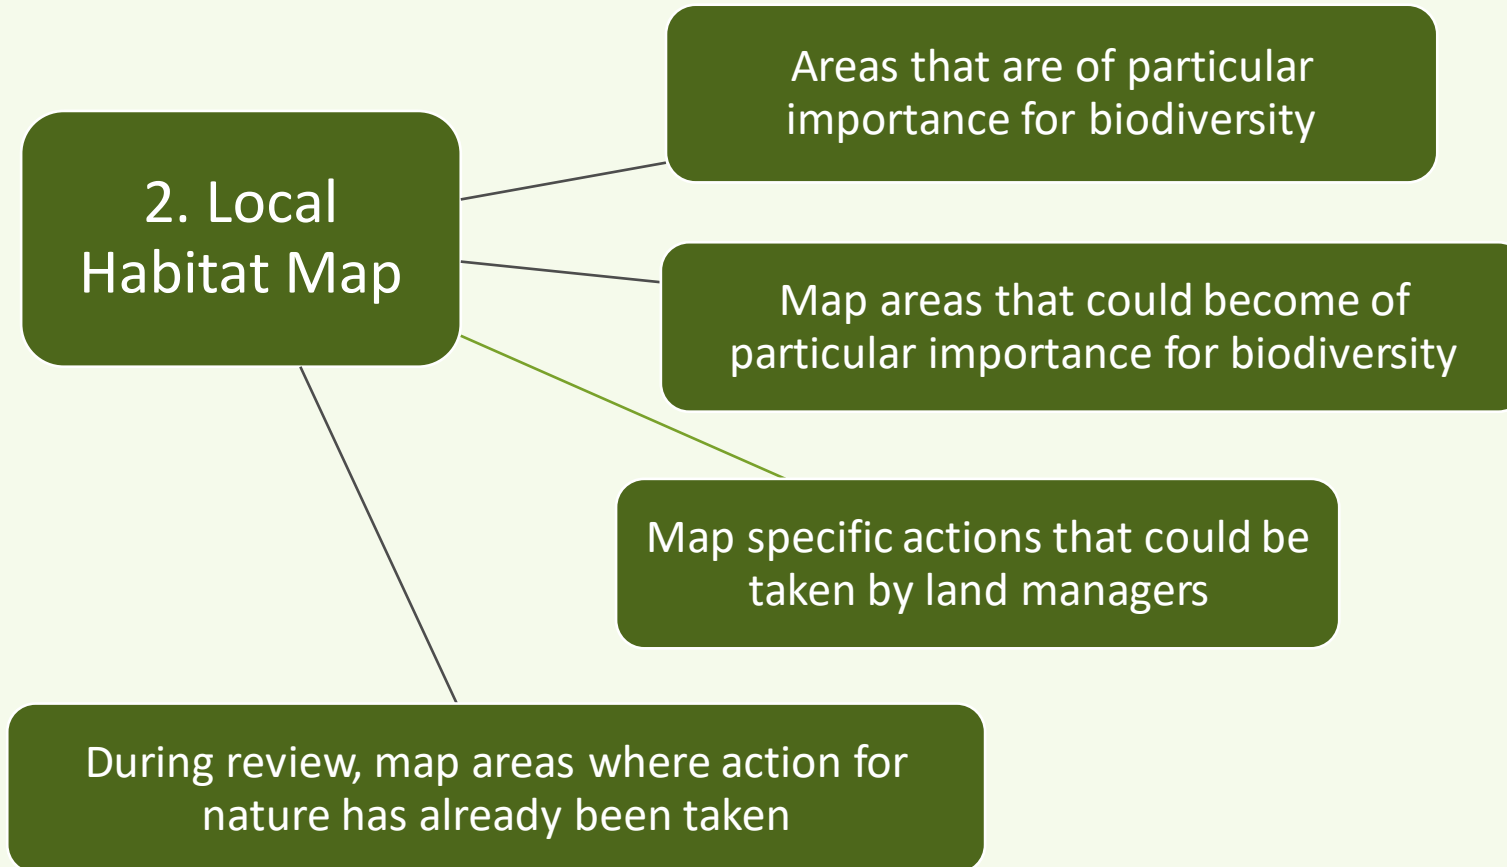 2. Local
Habitat Map
Areas that are of particular
importance for biodiversity
Map areas that could become of
particular importance for biodiversity
Map specific actions that could be
taken by land managers
During review, map areas where action for
nature has already been taken